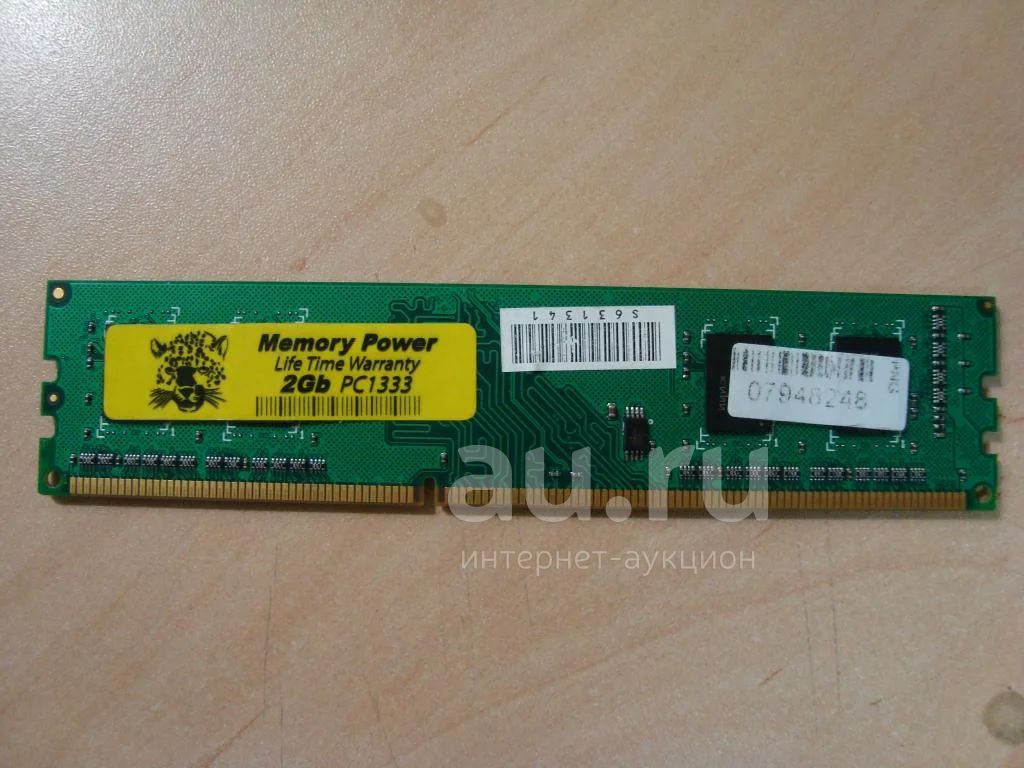 Memory Power
Life Time Warranty
2Gb PC1333
S631341
07948248
au.ru
интернет-аукцион